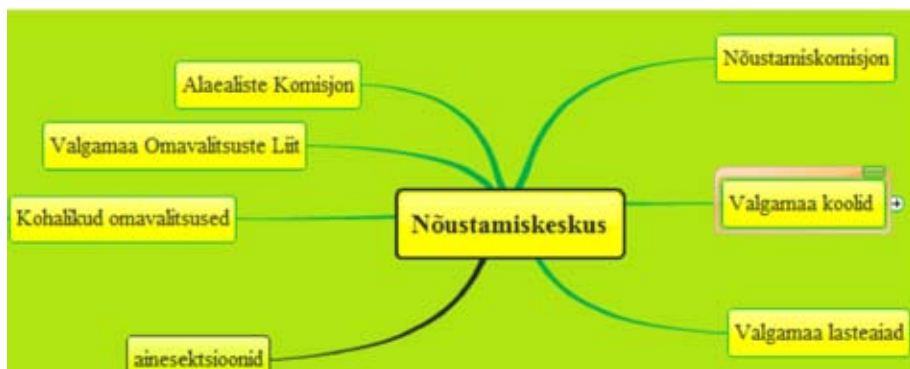 Alaealiste Komisjon
Valgamaa Omavalitsuste Liit
Kohalikud omavalitsused
ainesektsioonid
Nõustamiskeskus
Nõustamiskomisjon
Valgamaa koolid
Valgamaa lasteaiad